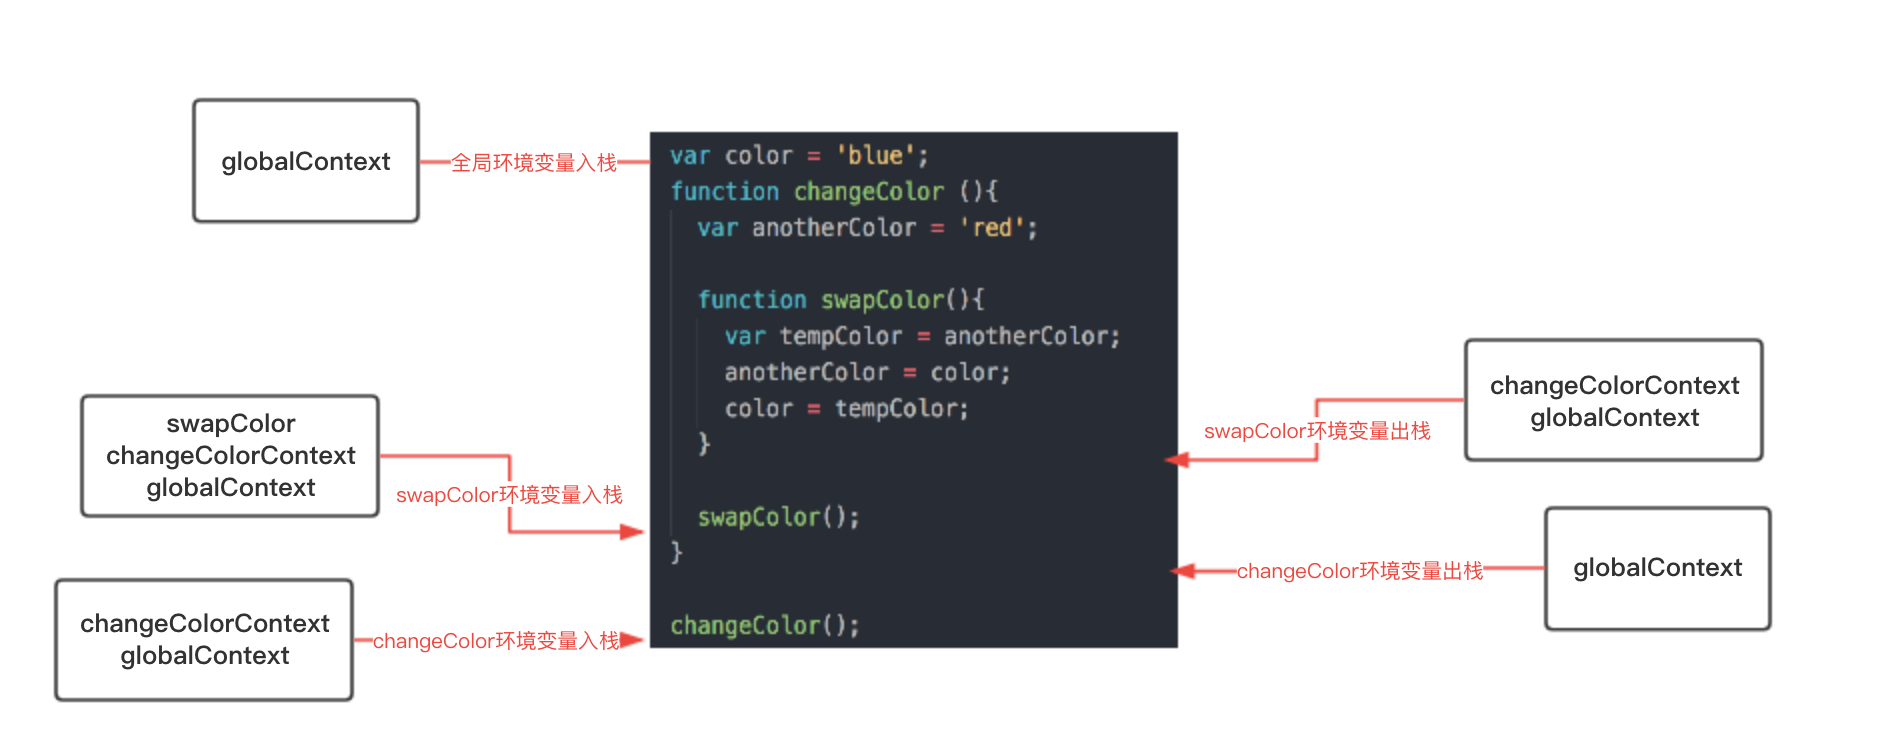 globalContext
全局环境变量入栈
swapColor
changeColorContext
globalContext
swapColor环境变量入栈
changeColorContext
globalContext
changeColor环境变量入栈
var color = 'blue';
function changeColor (){
var anotherColor = 'red';
function swapColor(){
var tempColor = anotherColor;
anotherColor = color;
color = tempColor;
}
swapColor();
}
changeColor();
changeColorContext
globalContext
swapColor环境变量出栈
globalContext
changeColor环境变量出栈